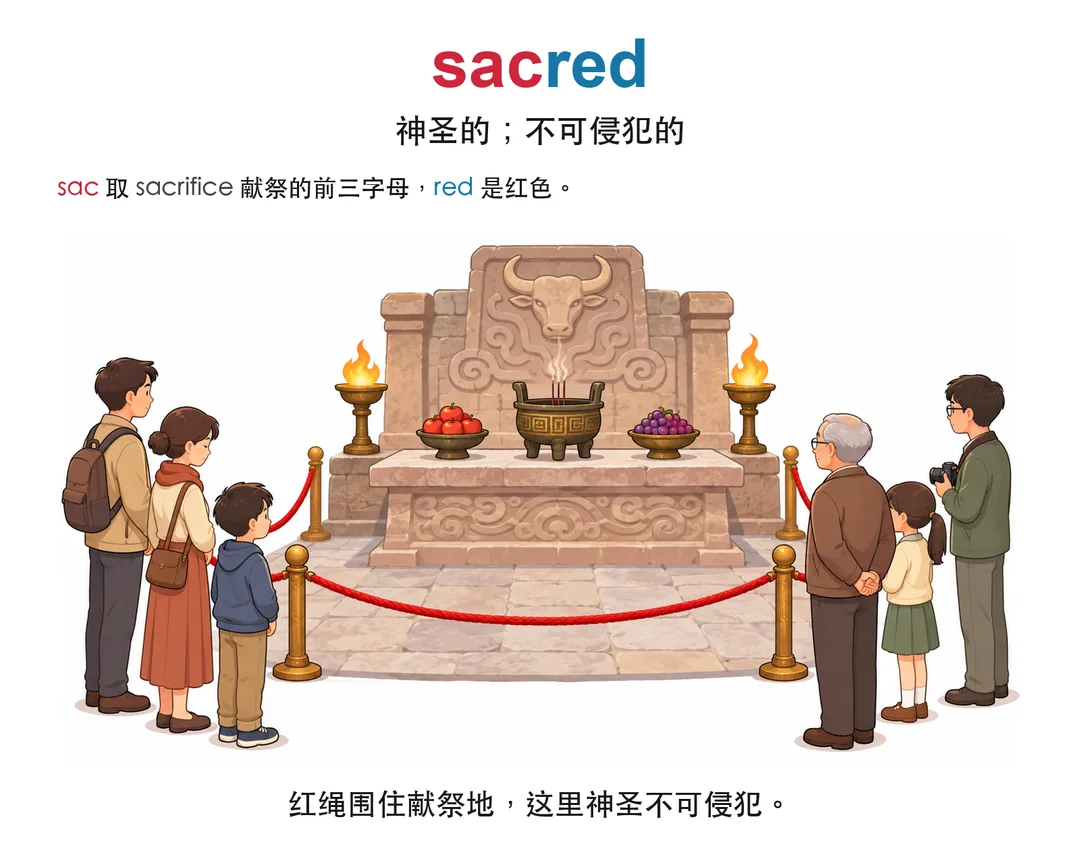 sacred
神圣的；不可侵犯的
sac 取 sacrifice 献祭的前三字母，red 是红色。
红绳围住献祭地，这里神圣不可侵犯。